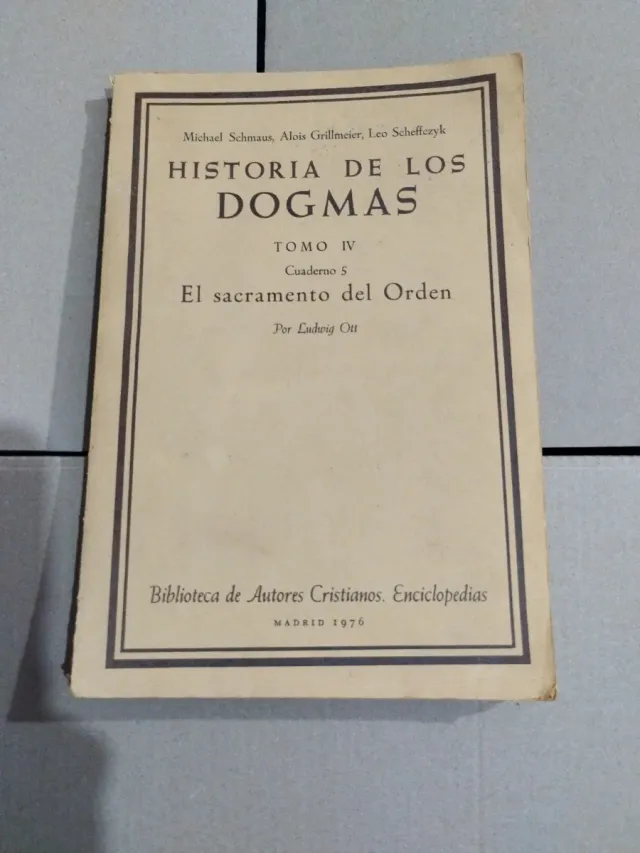 Michael Schmaus, Alois Grillmeier, Leo Scheffczyk
HISTORIA DE LOS
DOGMAS
TOMO IV
Cuaderno 5
El sacramento del Orden
Por Ludwig Ott
Biblioteca de Autores Cristianos. Enciclopedias
MADRID 1976